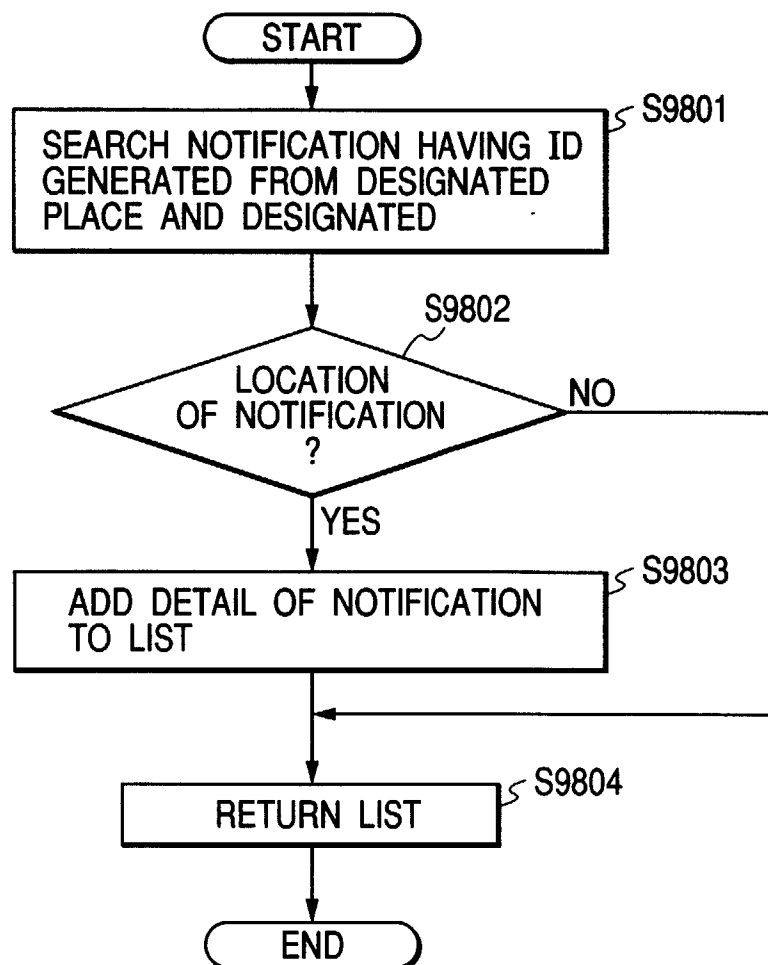 START
S9801
SEARCH NOTIFICATION HAVING ID
GENERATED FROM DESIGNATED
PLACE AND DESIGNATED
S9802
LOCATION
OF NOTIFICATION
?
NO
YES
S9803
ADD DETAIL OF NOTIFICATION
TO LIST
S9804
RETURN LIST
END